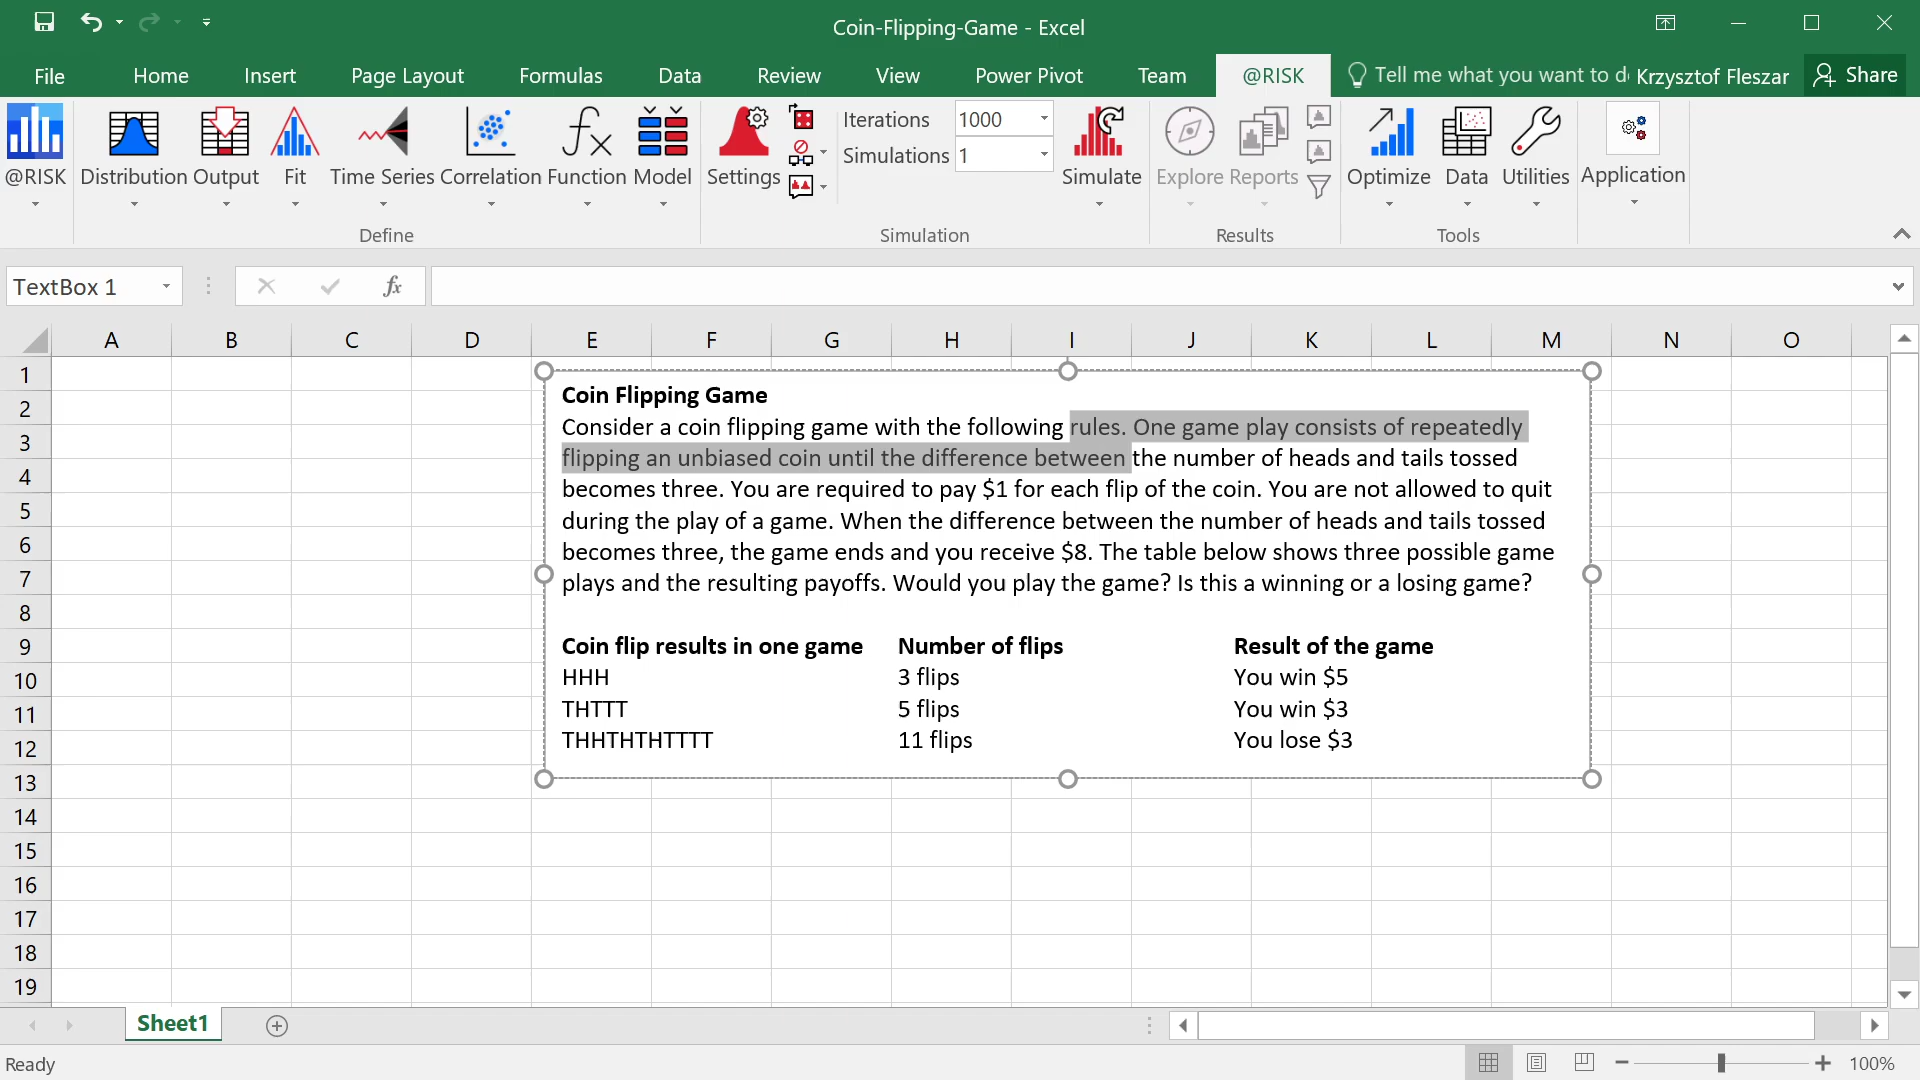 Coin-Flipping-Game - Excel
File Home Insert Page Layout Formulas Data Review View Power Pivot Team @RISK Tell me what you want to d Krzysztof Fleszar Share
Iterations 1000
Simulations 1
@RISK Distribution Output Fit Time Series Correlation Function Model Settings Simulate Explore Reports Optimize Data Utilities Application
Define Simulation Results Tools
TextBox 1 fx
A B C D E F G H I J K L M N O
1
2
3
4
5
6
7
8
9
10
11
12
13
14
15
16
17
18
19
Coin Flipping Game
Consider a coin flipping game with the following rules. One game play consists of repeatedly
flipping an unbiased coin until the difference between the number of heads and tails tossed
becomes three. You are required to pay $1 for each flip of the coin. You are not allowed to quit
during the play of a game. When the difference between the number of heads and tails tossed
becomes three, the game ends and you receive $8. The table below shows three possible game
plays and the resulting payoffs. Would you play the game? Is this a winning or a losing game?
Coin flip results in one game Number of flips Result of the game
HHH 3 flips You win $5
THTTT 5 flips You win $3
THHTHTHTTTT 11 flips You lose $3
Sheet1
Ready 100%